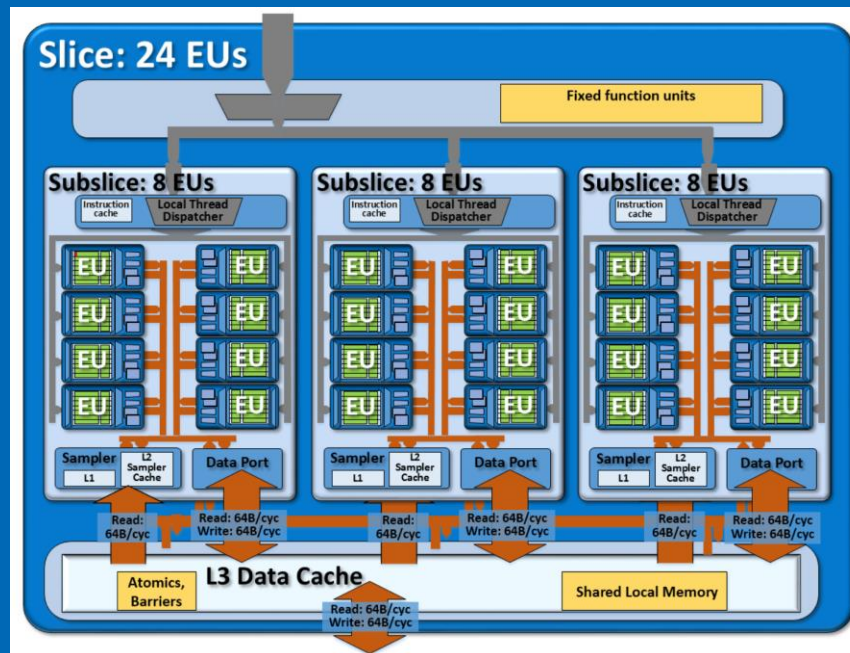 Slice: 24 EUs
Fixed function units
Subslice: 8 EUs
Instruction
cache
Local Thread
Dispatcher
EU
EU
EU
EU
EU
EU
EU
EU
Sampler
L1
L2
Sampler
Cache
Data Port
Subslice: 8 EUs
Instruction
cache
Local Thread
Dispatcher
EU
EU
EU
EU
EU
EU
EU
EU
Sampler
L1
L2
Sampler
Cache
Data Port
Subslice: 8 EUs
Instruction
cache
Local Thread
Dispatcher
EU
EU
EU
EU
EU
EU
EU
EU
Sampler
L1
L2
Sampler
Cache
Data Port
Read:
64B/cyc
Read: 64B/cyc
Write: 64B/cyc
Read:
64B/cyc
Read: 64B/cyc
Write: 64B/cyc
Read:
64B/cyc
Read: 64B/cyc
Write: 64B/cyc
L3 Data Cache
Atomics,
Barriers
Shared Local Memory
Read: 64B/cyc
Write: 64B/cyc